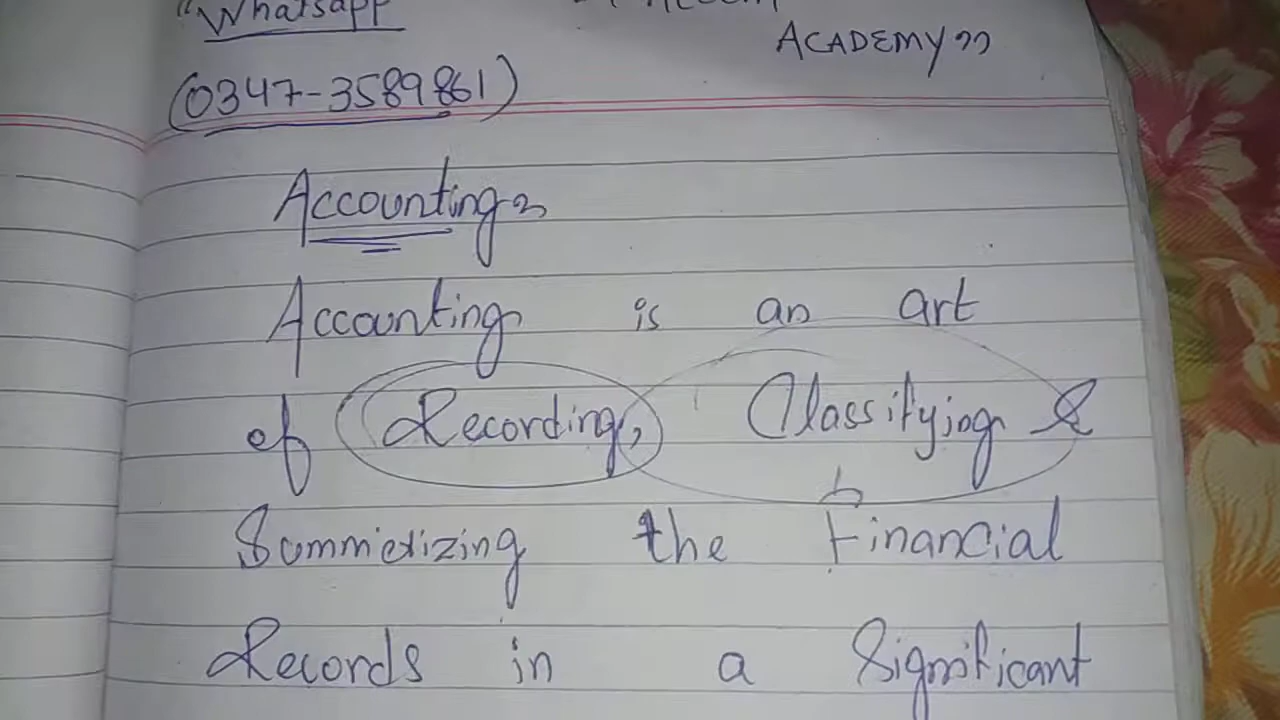 "Whatsapp
ACADEMY"
(0347-3589861)
Accounting:
Accounting is an art
of Recording, Classifying &
Summerizing the Financial
Records in a Significant